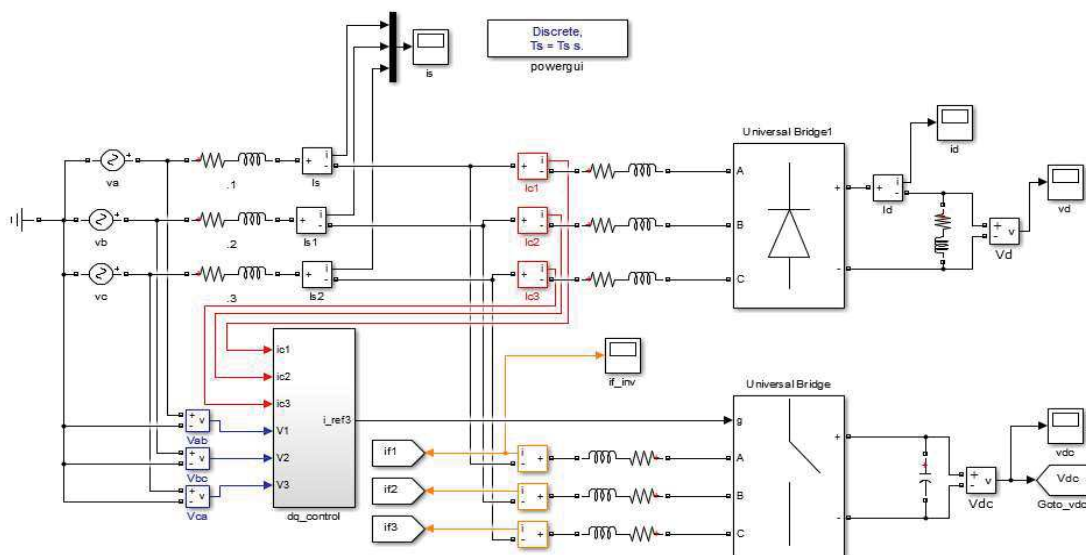 Discrete,
Ts = Ts s.
powergui
is
Universal Bridge1
id
vd
va
.1
i
+
-
Is
i
+
-
Ic1
A
+
i
+
-
Id
+
-
v
Vd
vb
.2
i
+
-
Is1
i
+
-
Ic2
B
vc
.3
i
+
-
Is2
i
+
-
Ic3
C
-
ic1
ic2
ic3
V1
V2
V3
i_ref3
dq_control
+
-
v
Vab
+
-
v
Vbc
+
-
v
Vca
if_inv
Universal Bridge
g
A
B
C
+
-
if1
i
+
-
if2
i
+
-
if3
i
+
-
+
-
v
Vdc
vdc
Vdc
Goto_vdc